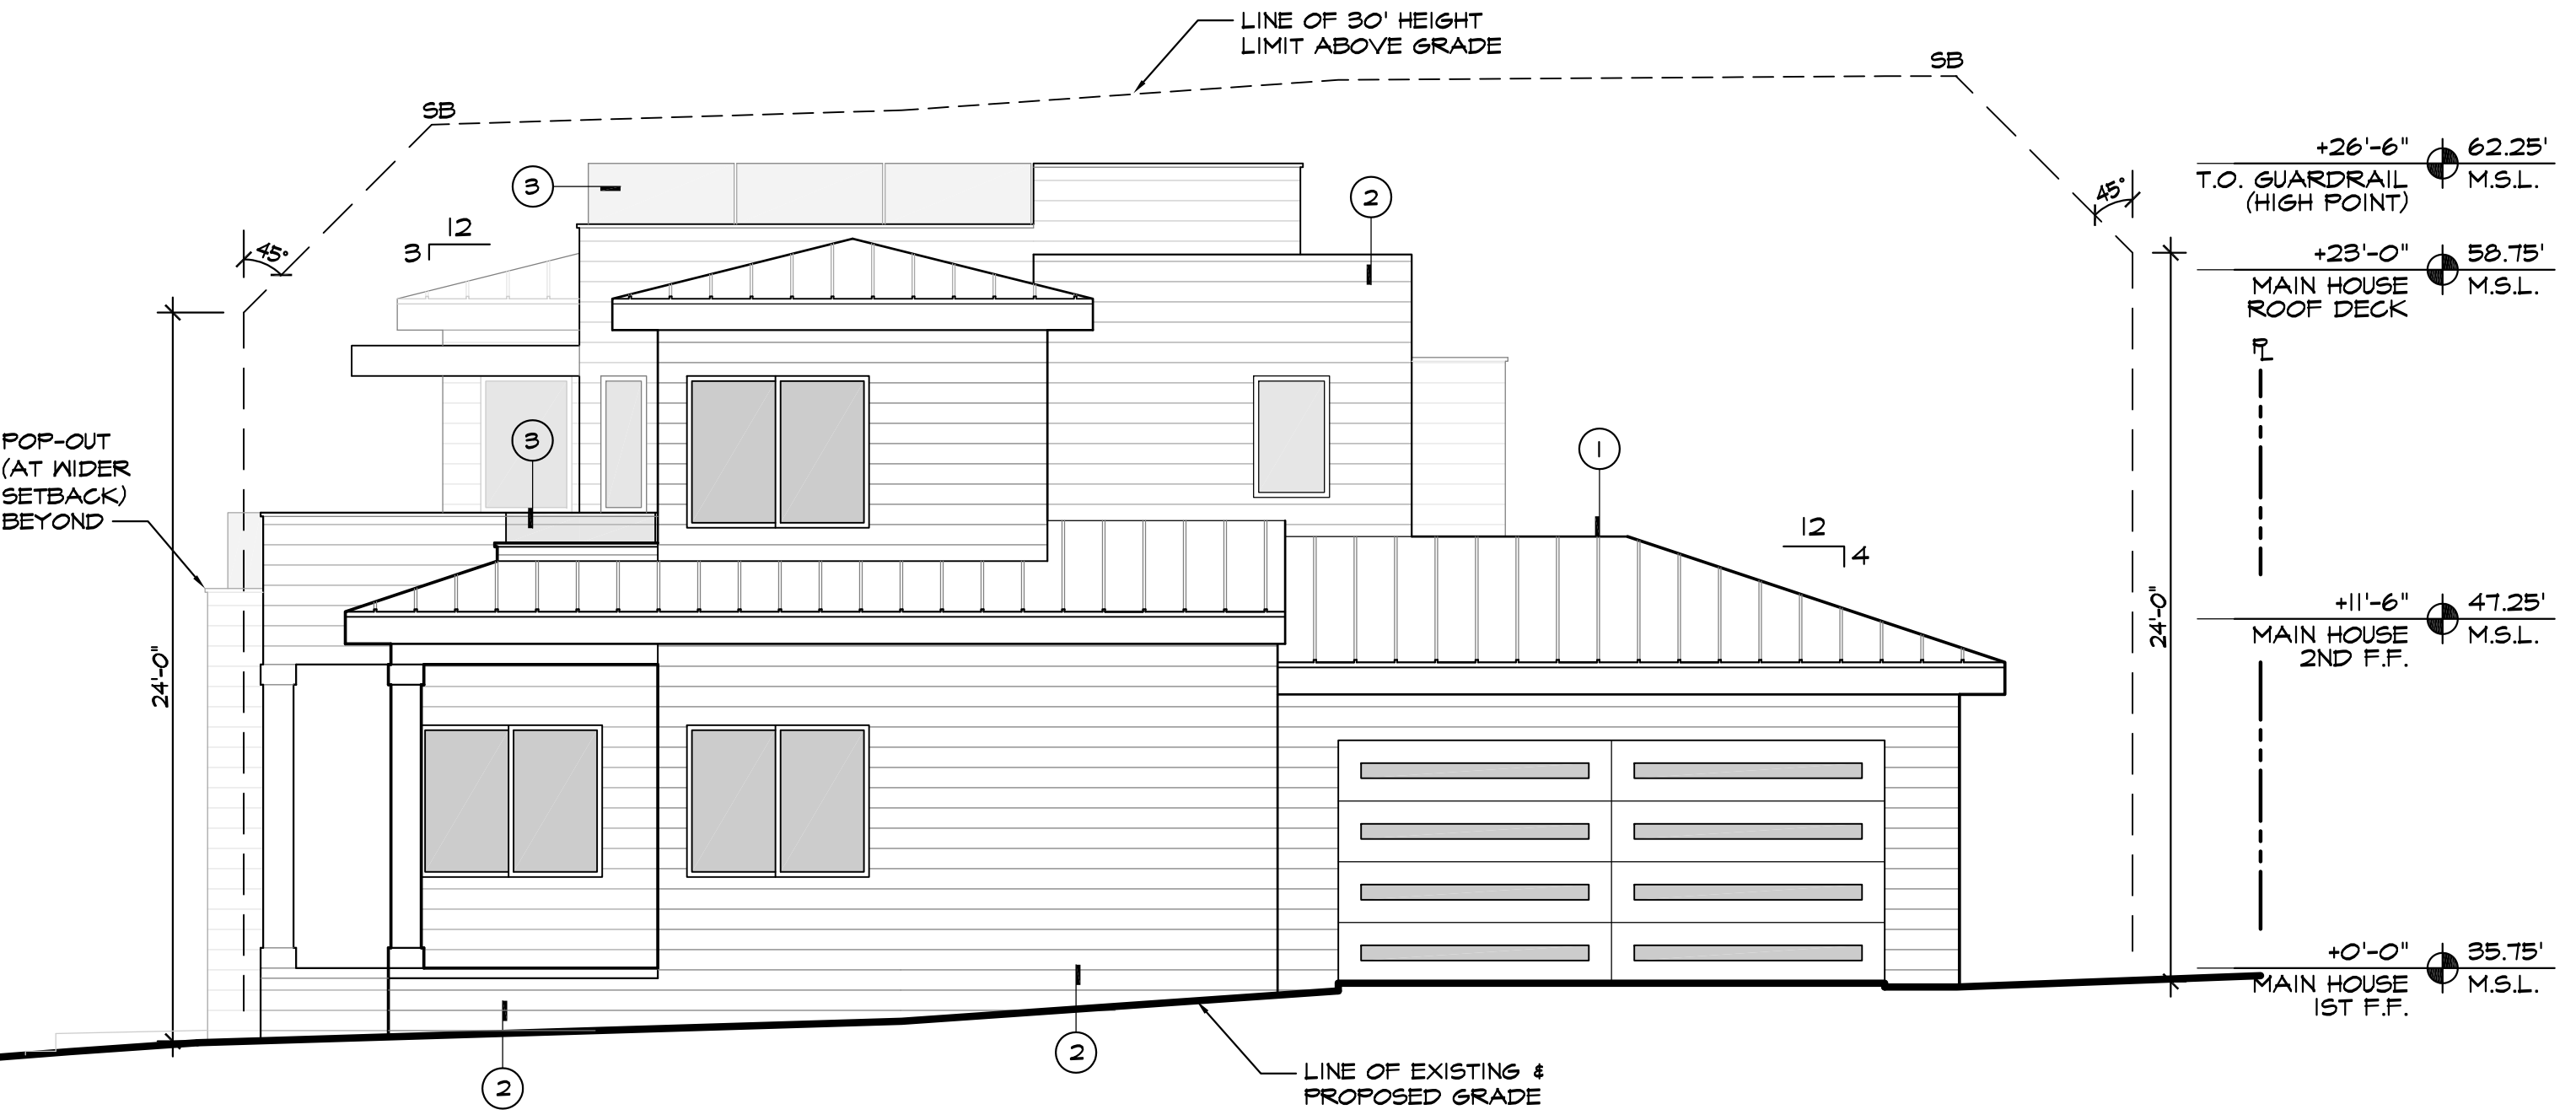 LINE OF 30' HEIGHT
LIMIT ABOVE GRADE
SB
SB
+26'-6" 62.25'
T.O. GUARDRAIL M.S.L.
(HIGH POINT)
3
2
45°
45°
12
3
+23'-0" 58.75'
MAIN HOUSE M.S.L.
ROOF DECK
PL
POP-OUT
(AT WIDER
SETBACK)
BEYOND
3
1
12
4
24'-0"
24'-0"
+11'-6" 47.25'
MAIN HOUSE M.S.L.
2ND F.F.
+0'-0" 35.75'
MAIN HOUSE M.S.L.
1ST F.F.
2
2
LINE OF EXISTING &
PROPOSED GRADE